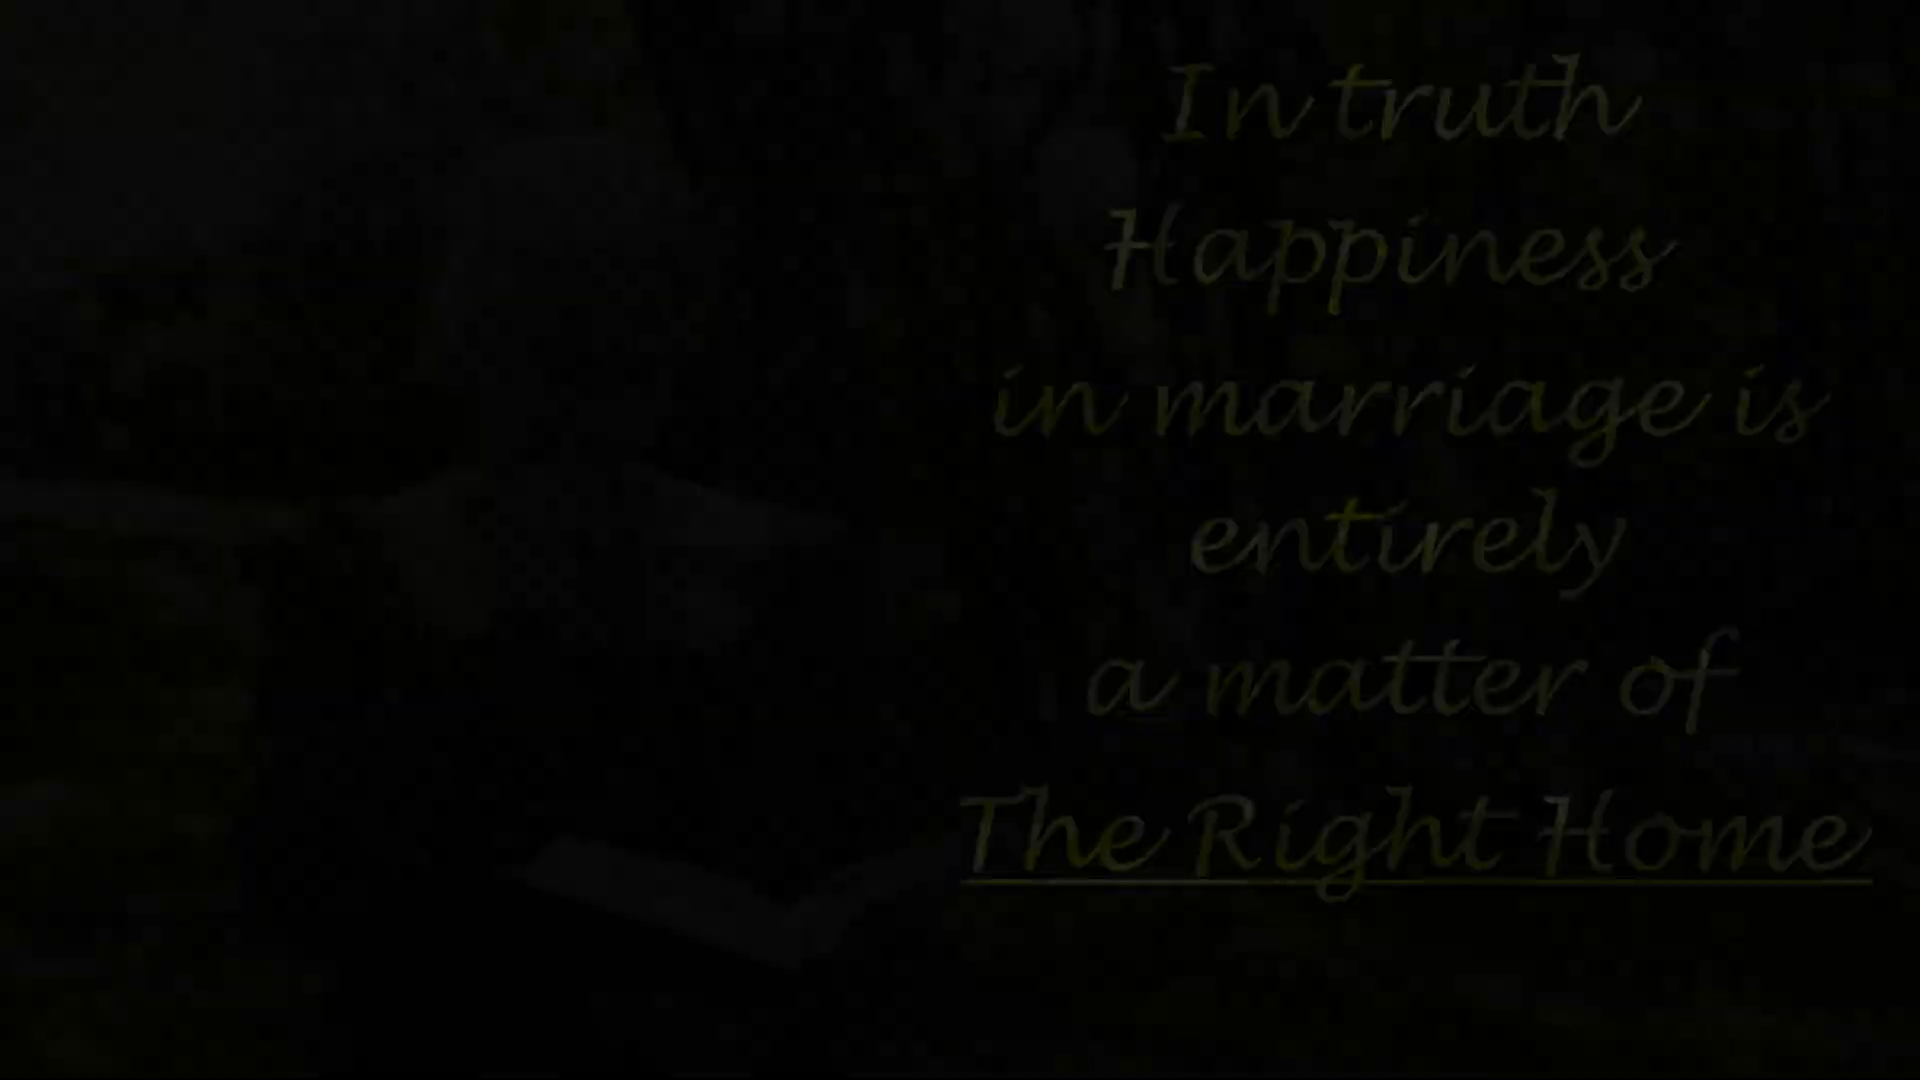 In truth
Happiness
in marriage is
entirely
a matter of
The Right Home